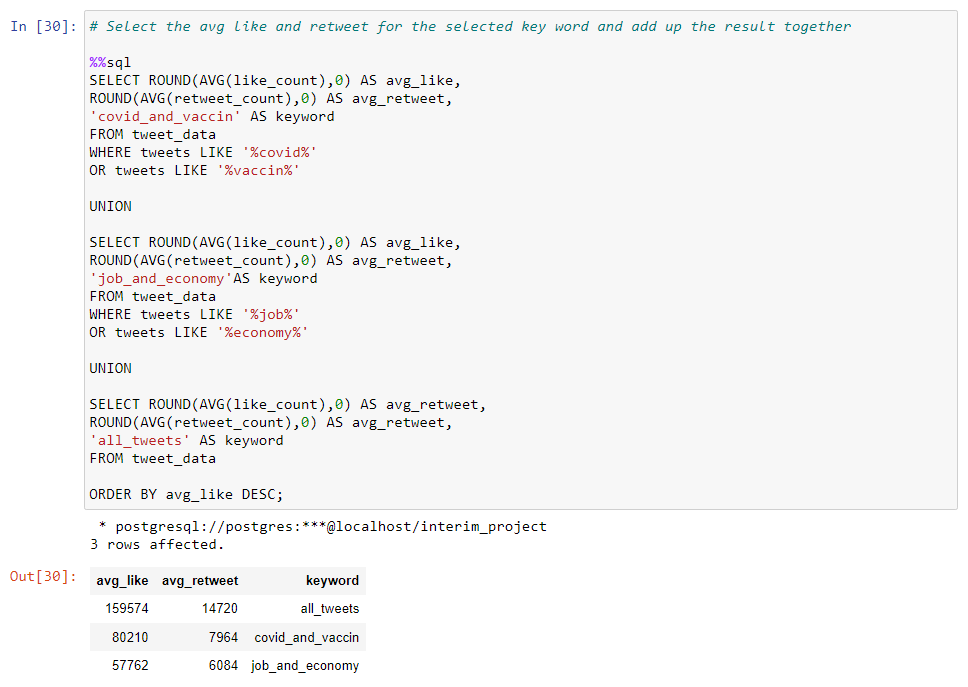 In [30]: # Select the avg like and retweet for the selected key word and add up the result together
%%sql
SELECT ROUND(AVG(like_count),0) AS avg_like,
ROUND(AVG(retweet_count),0) AS avg_retweet,
'covid_and_vaccin' AS keyword
FROM tweet_data
WHERE tweets LIKE '%covid%'
OR tweets LIKE '%vaccin%'
UNION
SELECT ROUND(AVG(like_count),0) AS avg_like,
ROUND(AVG(retweet_count),0) AS avg_retweet,
'job_and_economy'AS keyword
FROM tweet_data
WHERE tweets LIKE '%job%'
OR tweets LIKE '%economy%'
UNION
SELECT ROUND(AVG(like_count),0) AS avg_retweet,
ROUND(AVG(retweet_count),0) AS avg_retweet,
'all_tweets' AS keyword
FROM tweet_data
ORDER BY avg_like DESC;
* postgresql://postgres:***@localhost/interim_project
3 rows affected.
Out[30]: avg_like avg_retweet keyword
159574 14720 all_tweets
80210 7964 covid_and_vaccin
57762 6084 job_and_economy